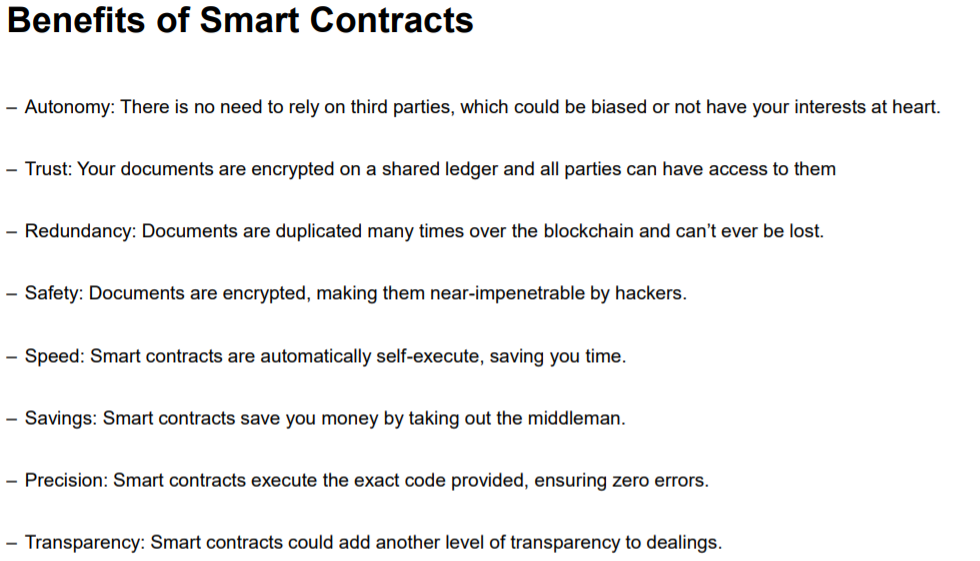 Benefits of Smart Contracts
– Autonomy: There is no need to rely on third parties, which could be biased or not have your interests at heart.
– Trust: Your documents are encrypted on a shared ledger and all parties can have access to them
– Redundancy: Documents are duplicated many times over the blockchain and can’t ever be lost.
– Safety: Documents are encrypted, making them near-impenetrable by hackers.
– Speed: Smart contracts are automatically self-execute, saving you time.
– Savings: Smart contracts save you money by taking out the middleman.
– Precision: Smart contracts execute the exact code provided, ensuring zero errors.
– Transparency: Smart contracts could add another level of transparency to dealings.